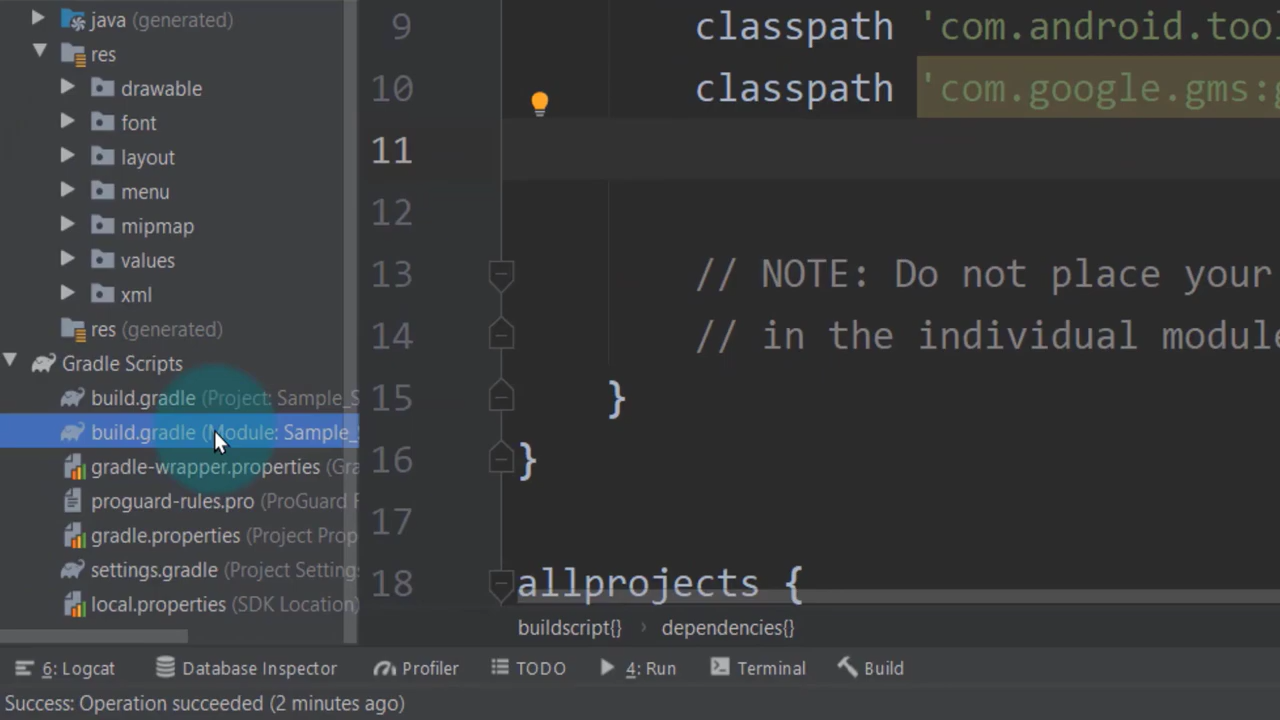 java (generated)
res
drawable
font
layout
menu
mipmap
values
xml
res (generated)
Gradle Scripts
build.gradle (Project: Sample_S
build.gradle (Module: Sample_
gradle-wrapper.properties (Gra
proguard-rules.pro (ProGuard
gradle.properties (Project Prop
settings.gradle (Project Setting
local.properties (SDK Location)
9 classpath 'com.android.tool
10 classpath 'com.google.gms:g
11
12
13 // NOTE: Do not place your
14 // in the individual module
15 }
16 }
17
18 allprojects {
buildscript{} › dependencies{}
6: Logcat Database Inspector Profiler TODO 4: Run Terminal Build
Success: Operation succeeded (2 minutes ago)